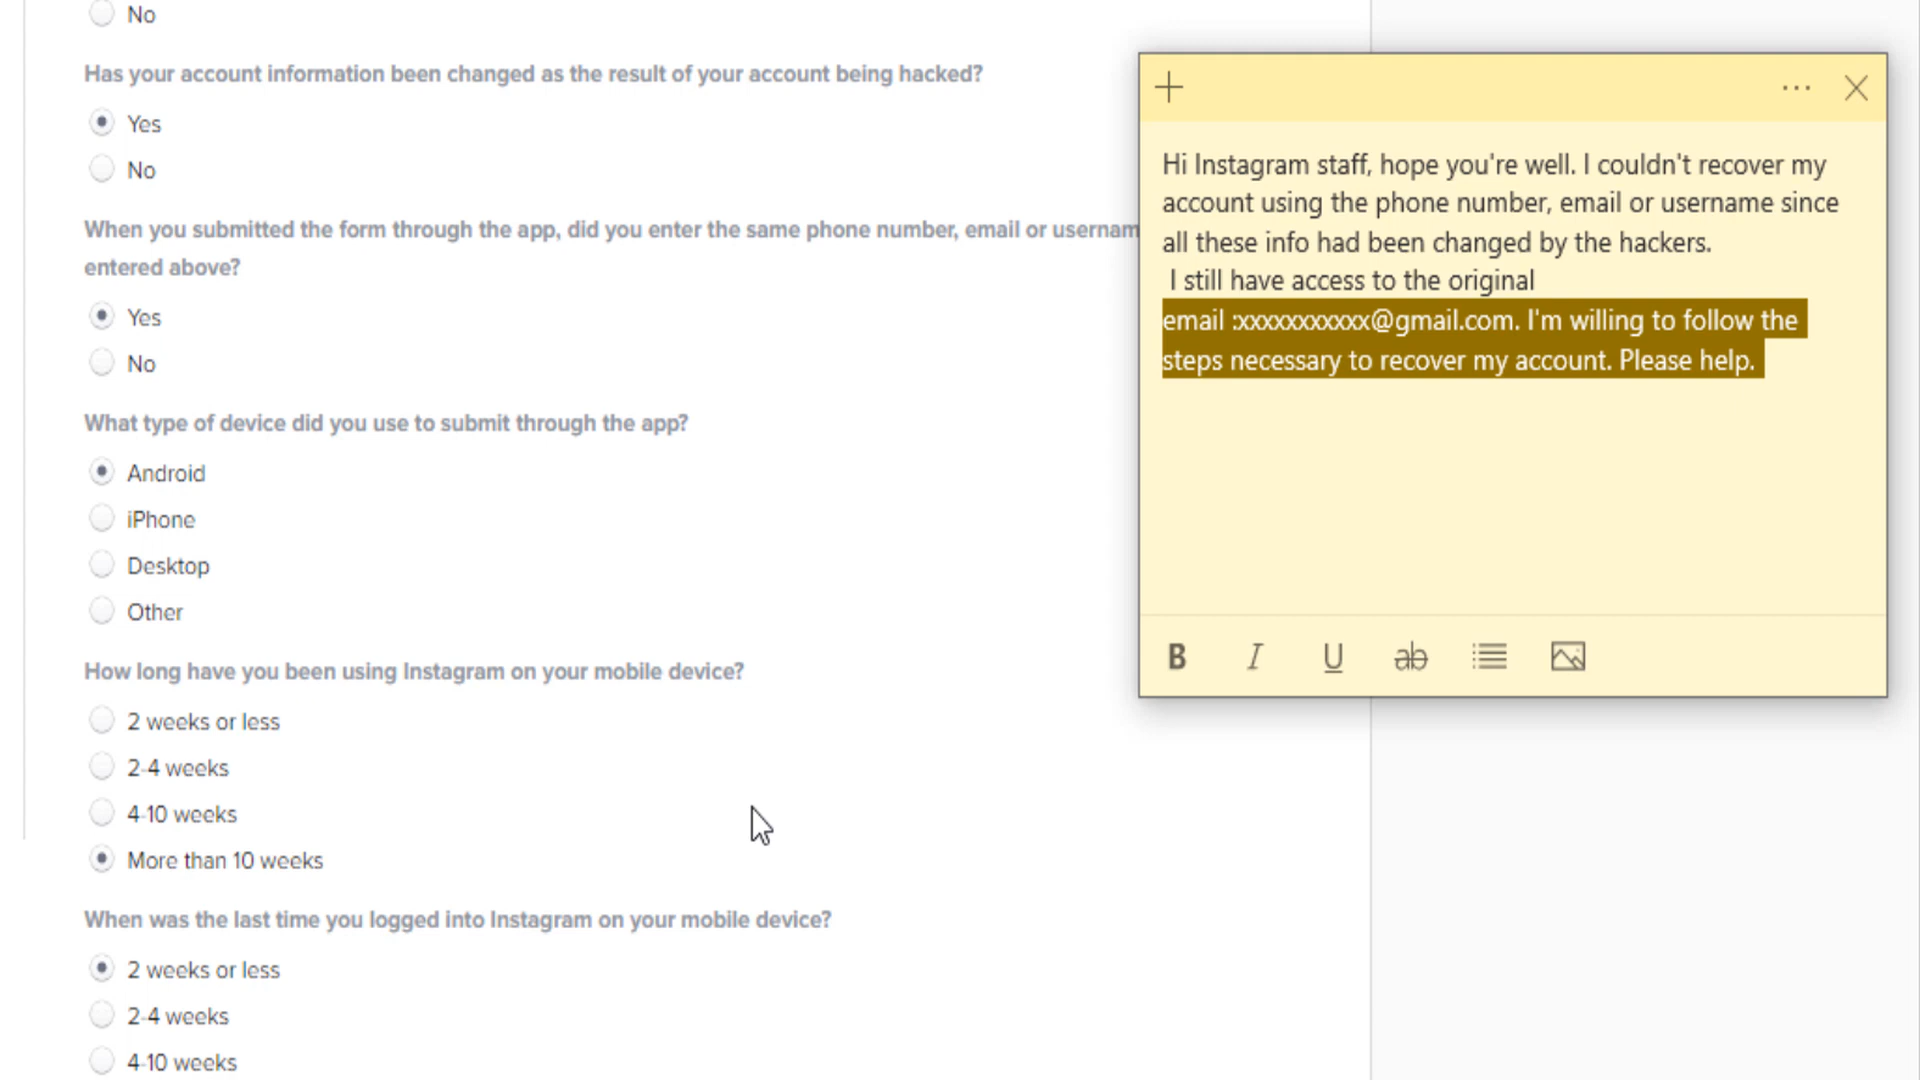 No
Has your account information been changed as the result of your account being hacked?
Yes
No
When you submitted the form through the app, did you enter the same phone number, email or usernam
entered above?
Yes
No
What type of device did you use to submit through the app?
Android
iPhone
Desktop
Other
How long have you been using Instagram on your mobile device?
2 weeks or less
2-4 weeks
4-10 weeks
More than 10 weeks
When was the last time you logged into Instagram on your mobile device?
2 weeks or less
2-4 weeks
4-10 weeks
Hi Instagram staff, hope you're well. I couldn't recover my
account using the phone number, email or username since
all these info had been changed by the hackers.
I still have access to the original
email :xxxxxxxxxxx@gmail.com. I'm willing to follow the
steps necessary to recover my account. Please help.
B I U ab